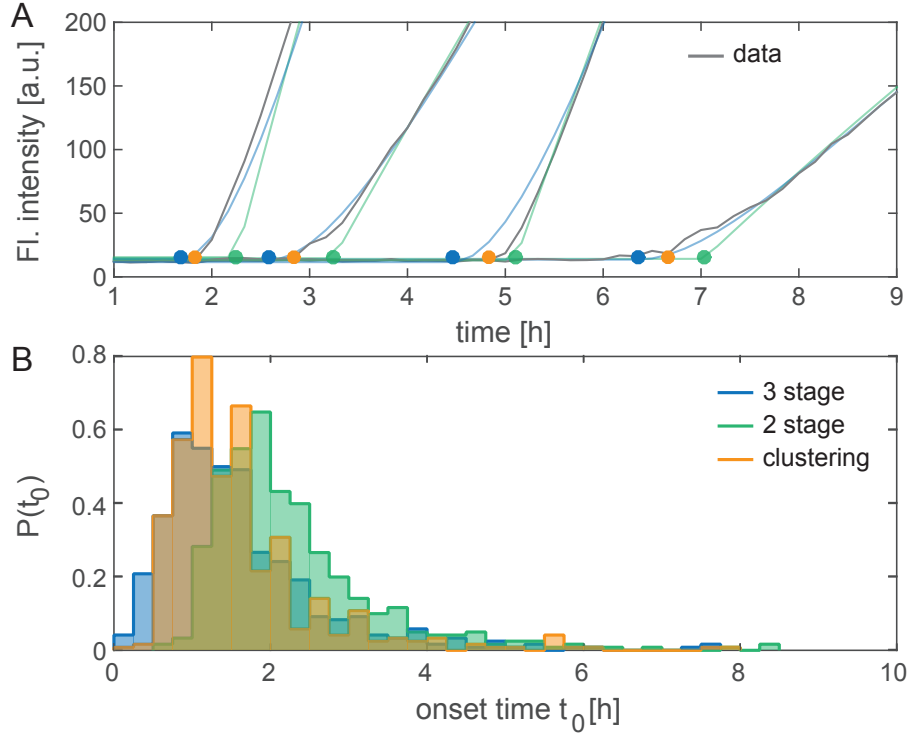 A
200
150
100
50
0
Fl. intensity [a.u.]
data
1 2 3 4 5 6 7 8 9
time [h]
B
0.8
0.6
0.4
0.2
0
P(t0)
3 stage
2 stage
clustering
0 2 4 6 8 10
onset time t0[h]